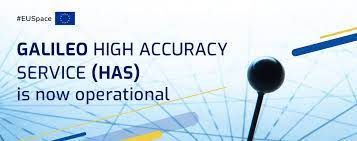 #EUSpace
GALILEO HIGH ACCURACY
SERVICE (HAS)
is now operational